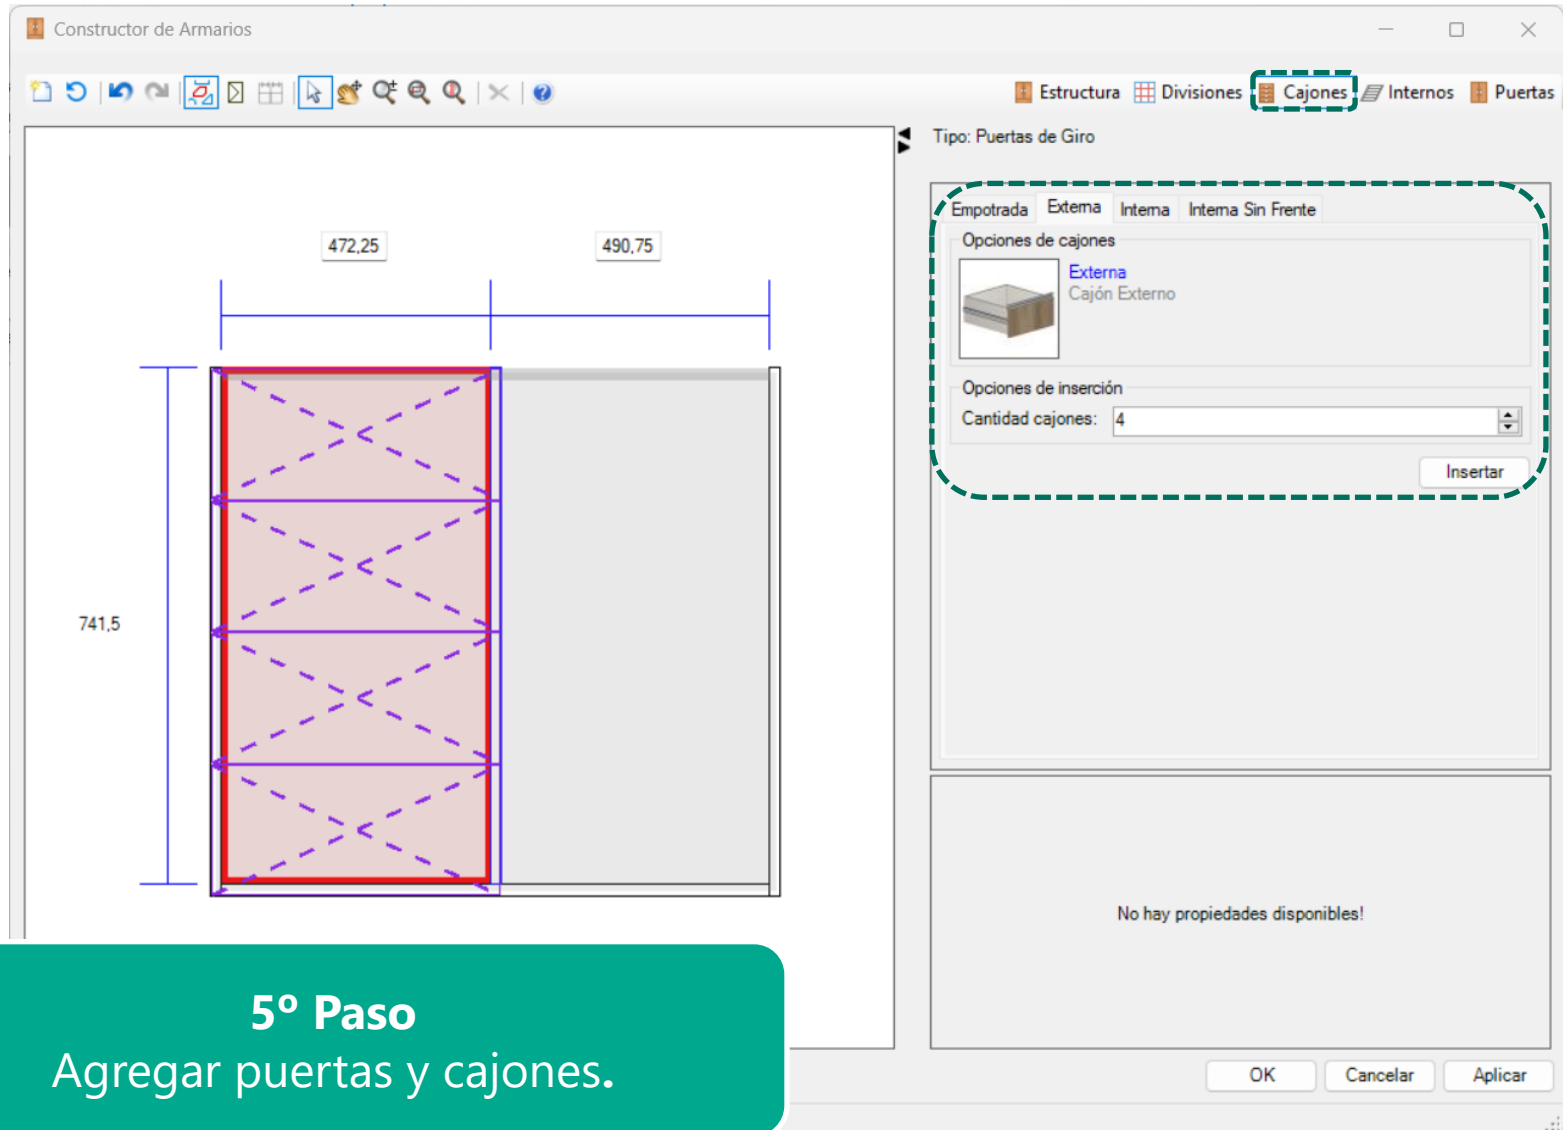 Constructor de Armarios
Estructura Divisiones Cajones Internos Puertas
Tipo: Puertas de Giro
Empotrada Externa Interna Interna Sin Frente
Opciones de cajones
Externa
Cajón Externo
Opciones de inserción
Cantidad cajones: 4
Insertar
472,25 490,75
741,5
No hay propiedades disponibles!
5º Paso
Agregar puertas y cajones.
OK Cancelar Aplicar